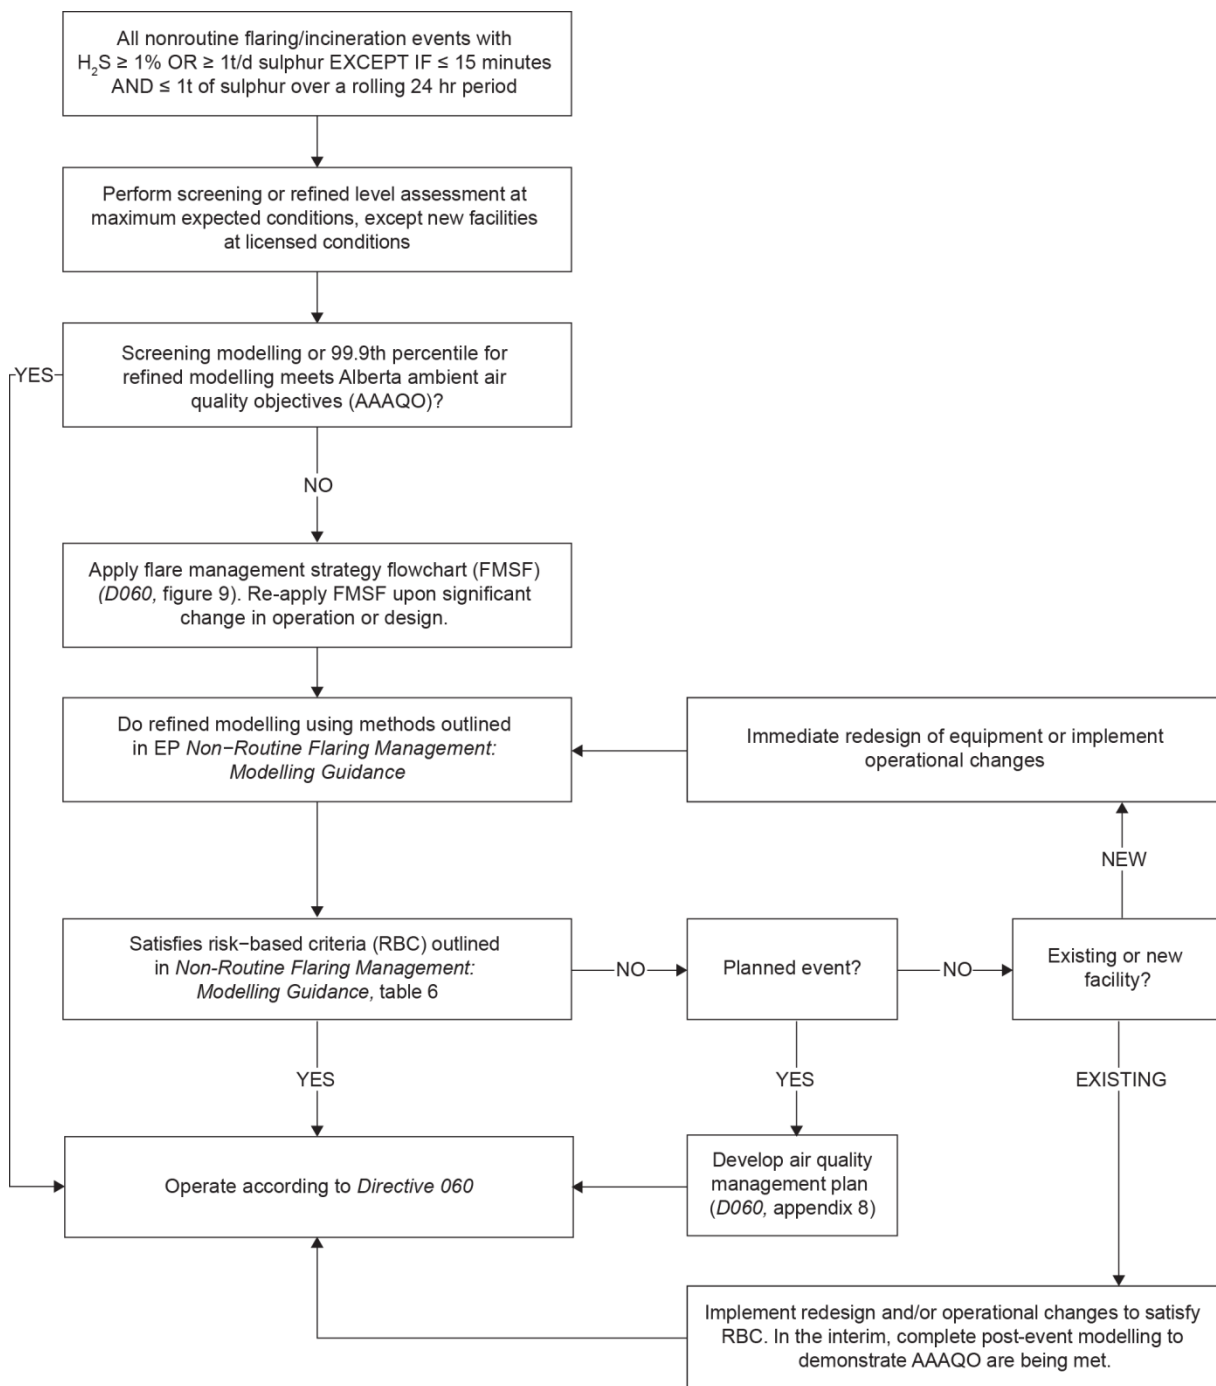 All nonroutine flaring/incineration events with
H₂S ≥ 1% OR ≥ 1t/d sulphur EXCEPT IF ≤ 15 minutes
AND ≤ 1t of sulphur over a rolling 24 hr period
Perform screening or refined level assessment at
maximum expected conditions, except new facilities
at licensed conditions
Screening modelling or 99.9th percentile for
refined modelling meets Alberta ambient air
quality objectives (AAAQO)?
YES
NO
Apply flare management strategy flowchart (FMSF)
(D060, figure 9). Re-apply FMSF upon significant
change in operation or design.
Do refined modelling using methods outlined
in EP Non−Routine Flaring Management:
Modelling Guidance
Immediate redesign of equipment or implement
operational changes
NEW
Satisfies risk−based criteria (RBC) outlined
in Non-Routine Flaring Management:
Modelling Guidance, table 6
NO
Planned event?
NO
Existing or new
facility?
YES
YES
EXISTING
Operate according to Directive 060
Develop air quality
management plan
(D060, appendix 8)
Implement redesign and/or operational changes to satisfy
RBC. In the interim, complete post-event modelling to
demonstrate AAAQO are being met.